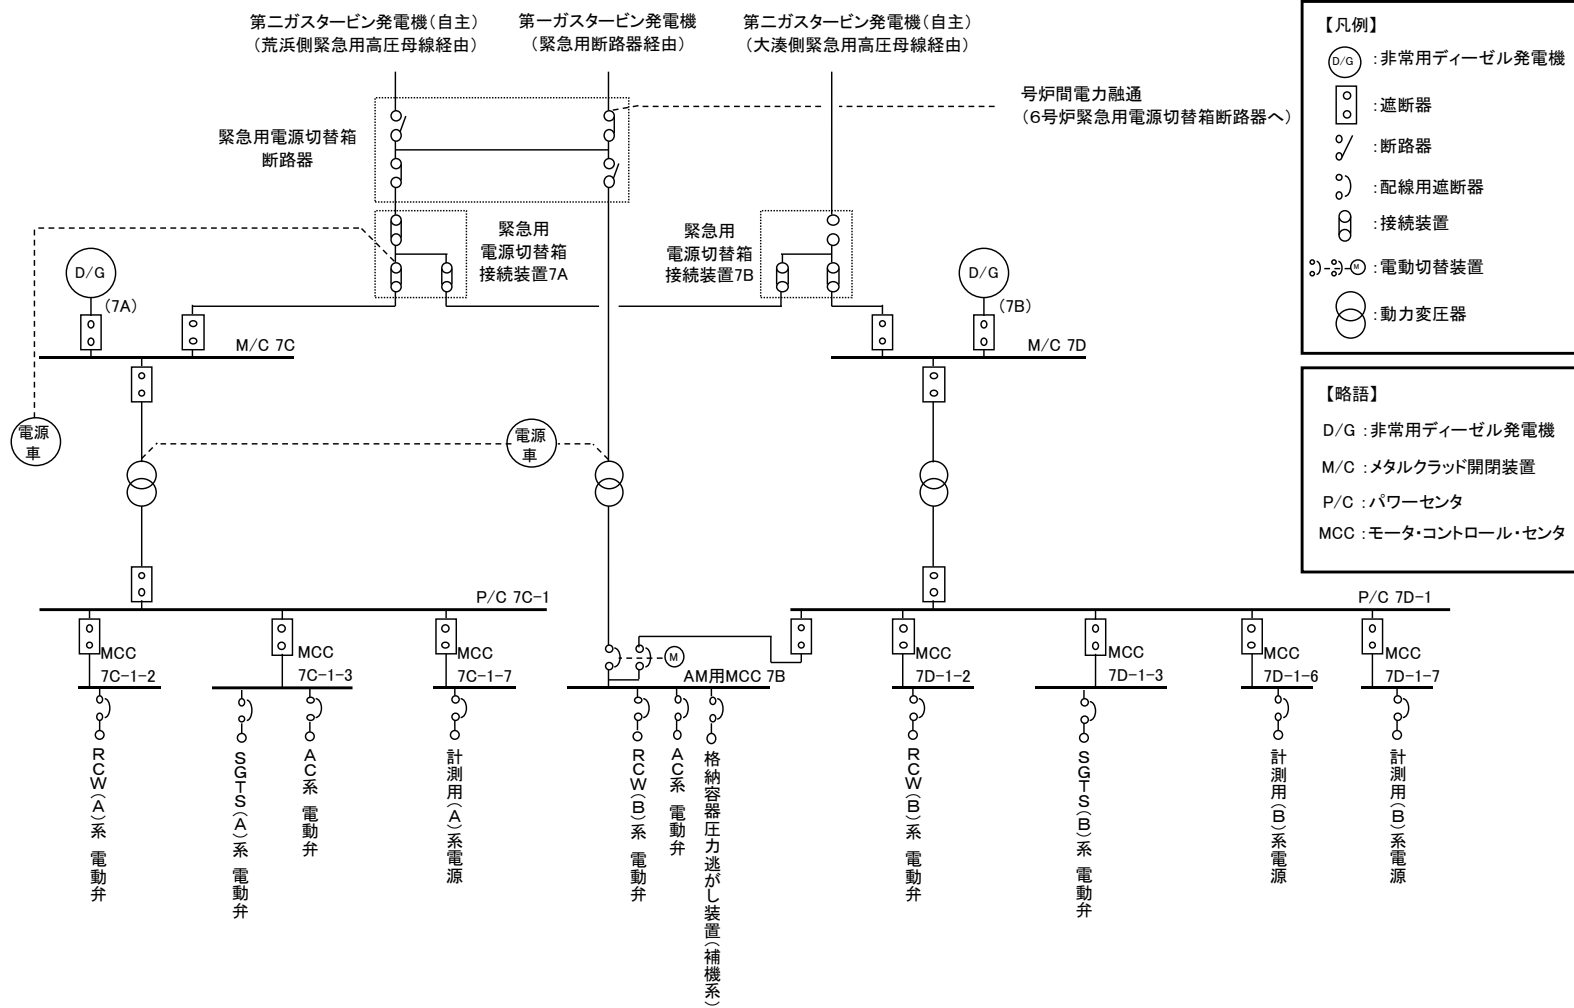 第二ガスタービン発電機(自主)
(荒浜側緊急用高圧母線経由)
第一ガスタービン発電機
(緊急用断路器経由)
第二ガスタービン発電機(自主)
(大湊側緊急用高圧母線経由)
号炉間電力融通
(6号炉緊急用電源切替箱断路器へ)
緊急用電源切替箱
断路器
緊急用
電源切替箱
接続装置7A
緊急用
電源切替箱
接続装置7B
D/G
(7A)
D/G
(7B)
M/C 7C
M/C 7D
電源
車
電源
車
P/C 7C-1
P/C 7D-1
MCC
7C-1-2
MCC
7C-1-3
MCC
7C-1-7
M
AM用MCC 7B
MCC
7D-1-2
MCC
7D-1-3
MCC
7D-1-6
MCC
7D-1-7
RCW(A)系 電動弁
SGTS(A)系 電動弁
AC系 電動弁
計測用(A)系電源
RCW(B)系 電動弁
AC系 電動弁
格納容器圧力逃がし装置(補機系)
RCW(B)系 電動弁
SGTS(B)系 電動弁
計測用(B)系電源
計測用(B)系電源
【凡例】
D/G :非常用ディーゼル発電機
:遮断器
:断路器
:配線用遮断器
:接続装置
M :電動切替装置
:動力変圧器
【略語】
D/G :非常用ディーゼル発電機
M/C :メタルクラッド開閉装置
P/C :パワーセンタ
MCC :モータ・コントロール・センタ